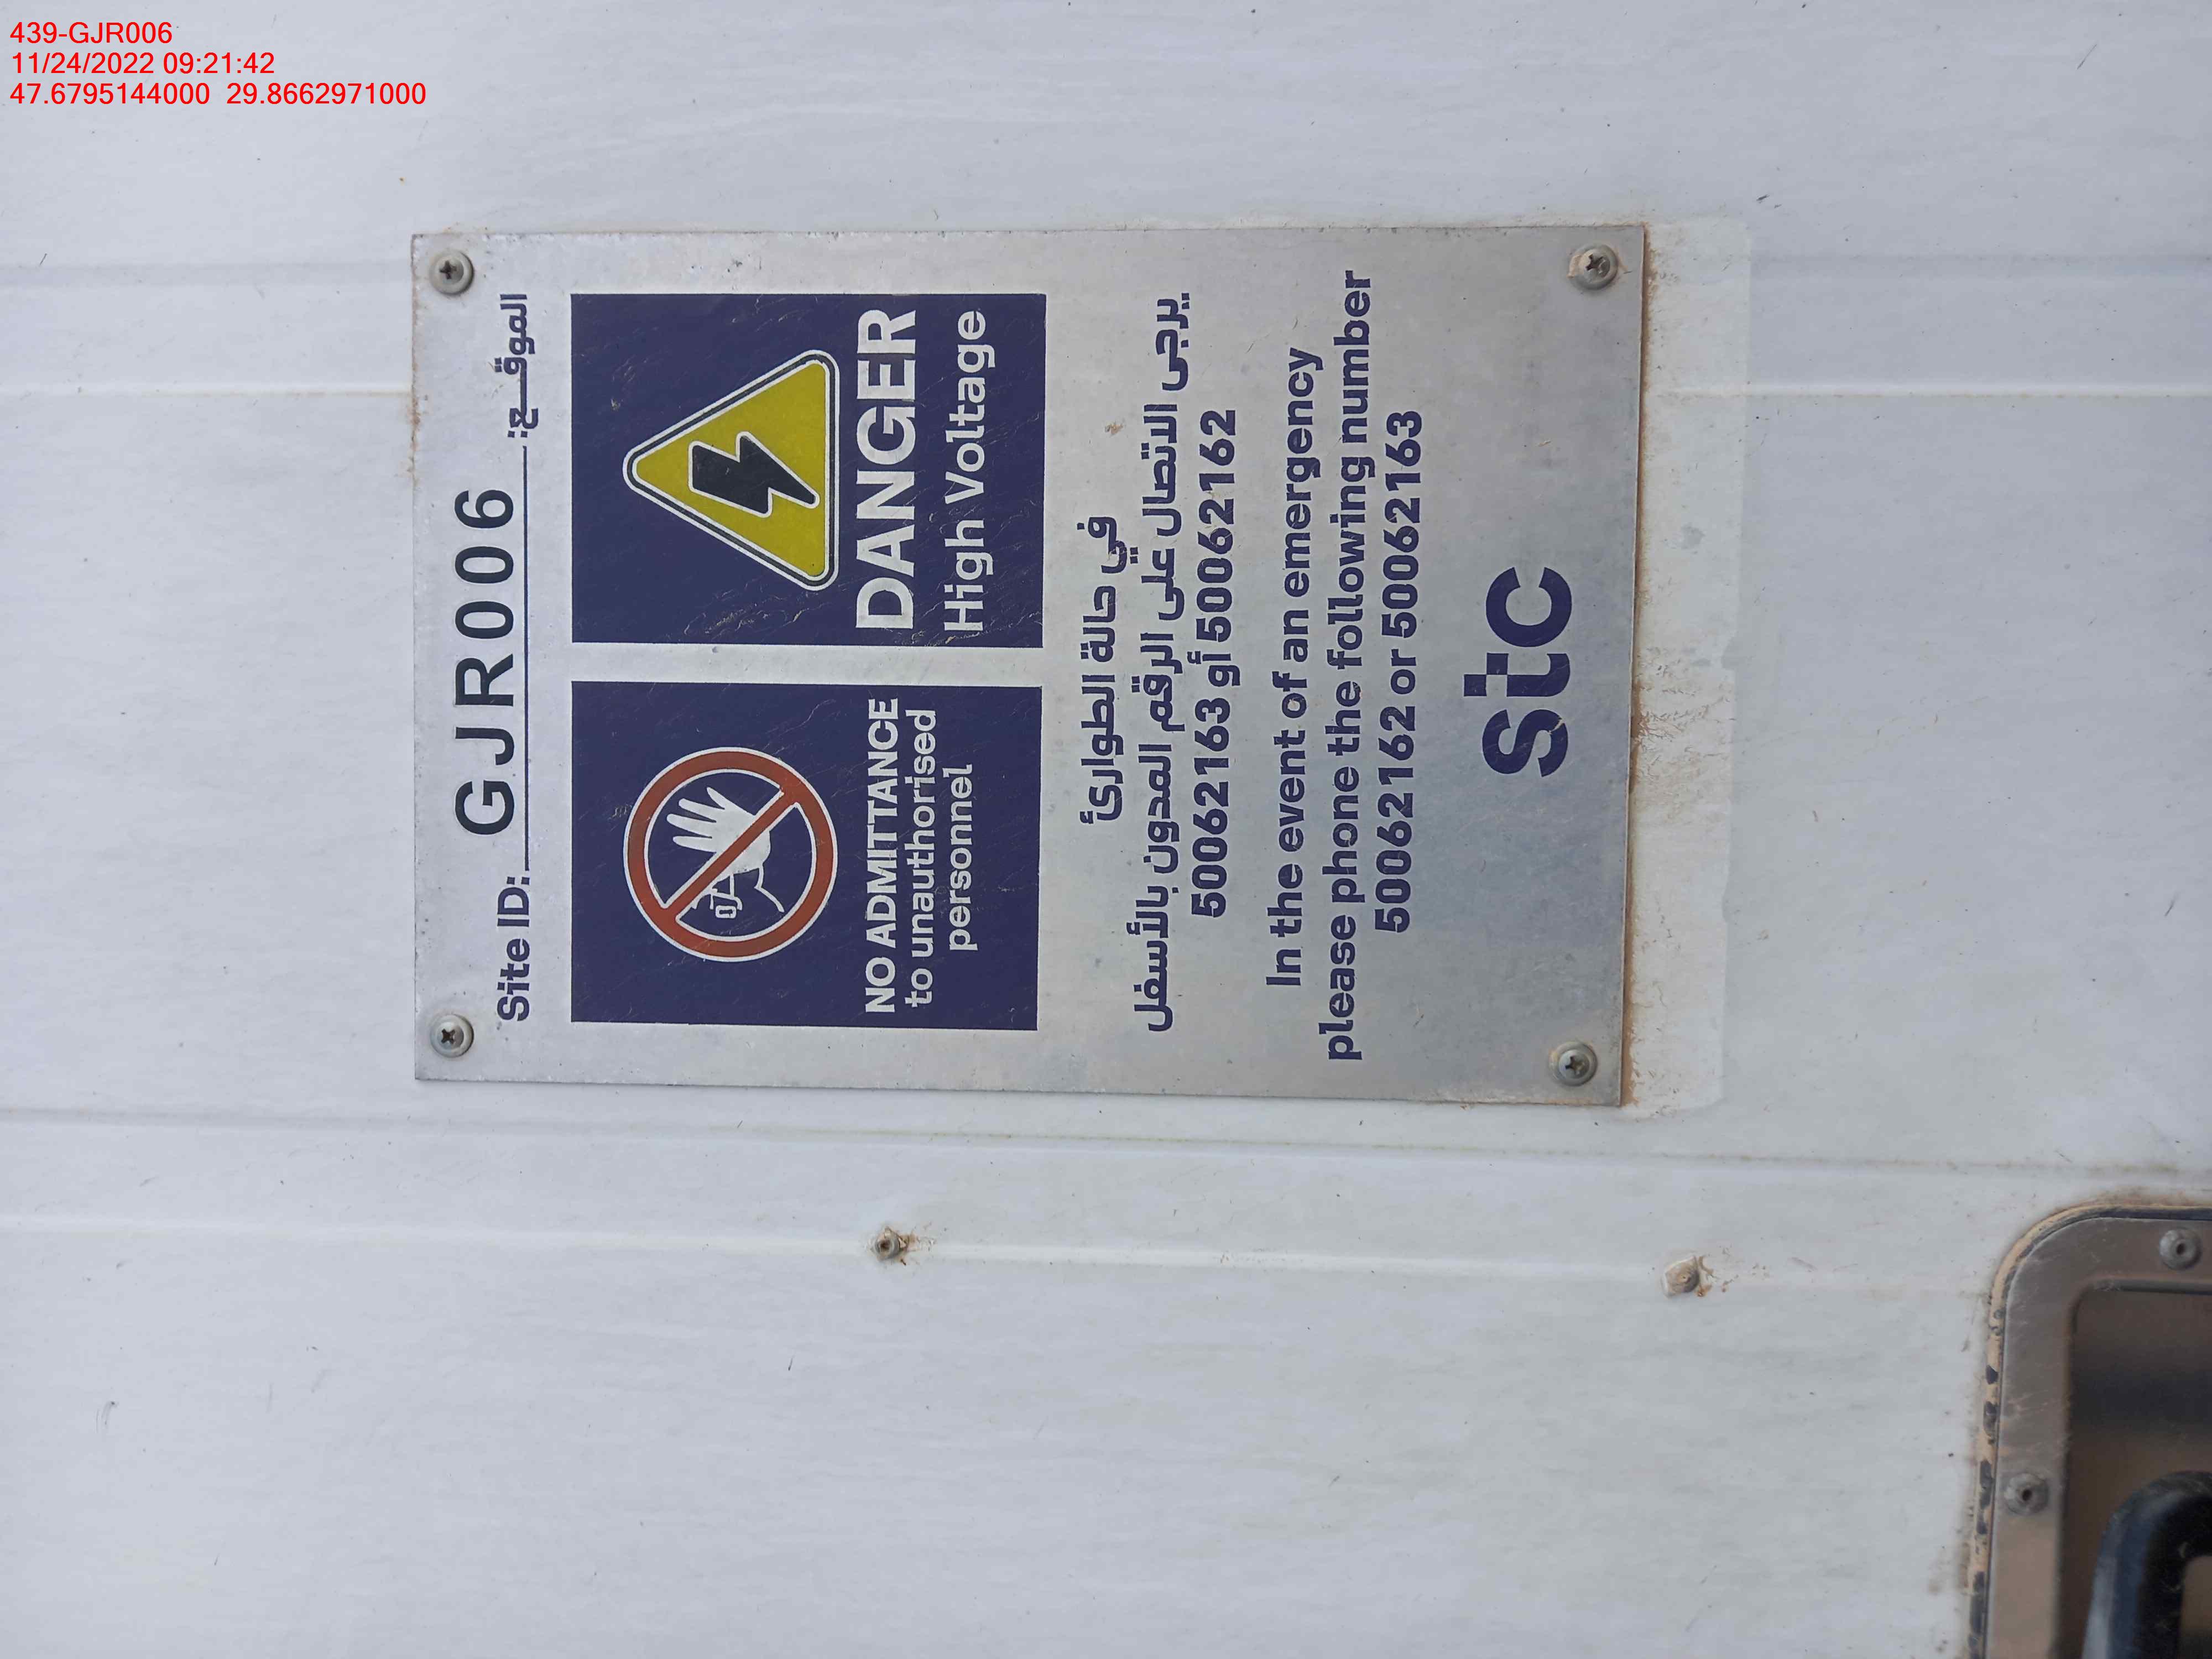 439-GJR006
11/24/2022 09:21:42
47.6795144000 29.8662971000
Site ID: GJR006 الموقـع:
NO ADMITTANCE
to unauthorised
personnel
DANGER
High Voltage
في حالة الطوارئ
يرجى الاتصال على الرقم المدون بالأسفل
50062162 أو 50062163
In the event of an emergency
please phone the following number
50062162 or 50062163
stc